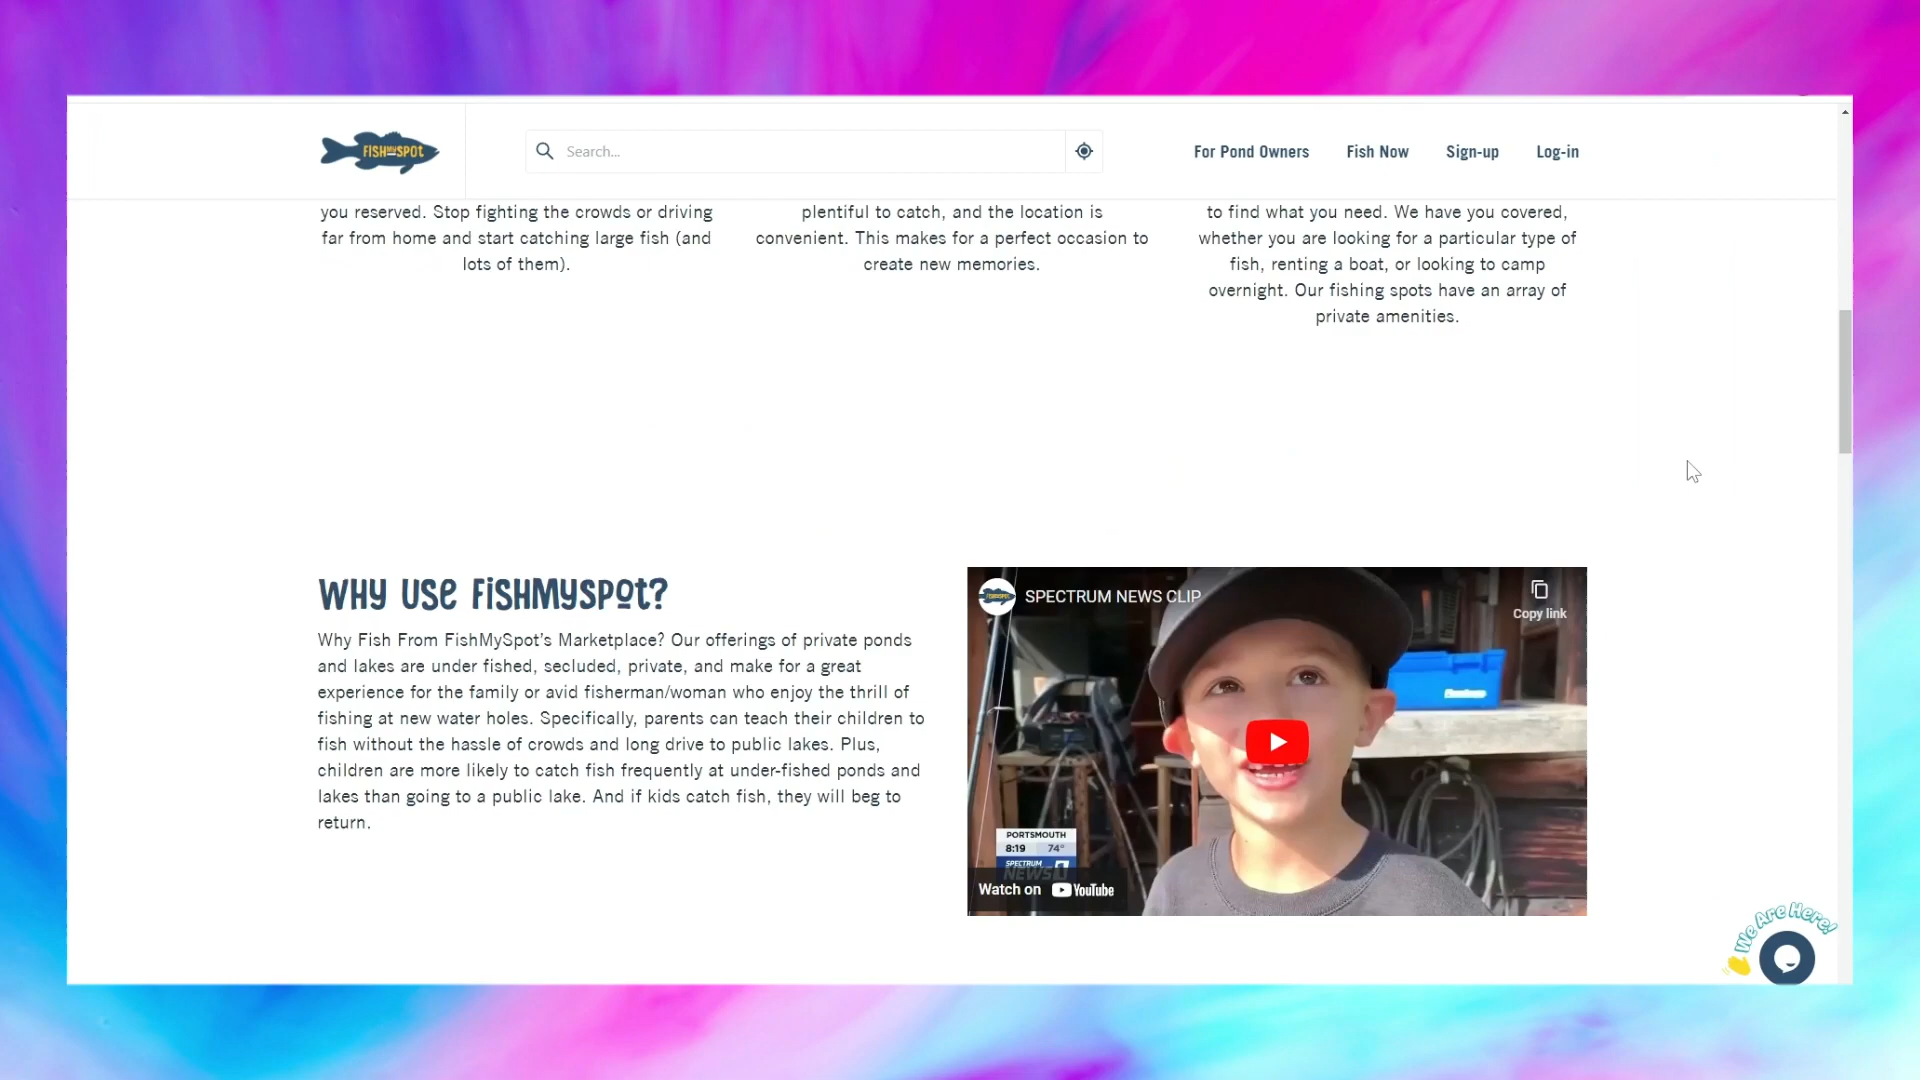 FISHMYSPOT
Search...
For Pond Owners
Fish Now
Sign-up
Log-in
you reserved. Stop fighting the crowds or driving
far from home and start catching large fish (and
lots of them).
plentiful to catch, and the location is
convenient. This makes for a perfect occasion to
create new memories.
to find what you need. We have you covered,
whether you are looking for a particular type of
fish, renting a boat, or looking to camp
overnight. Our fishing spots have an array of
private amenities.
WHY USE FISHMYSPOT?
Why Fish From FishMySpot’s Marketplace? Our offerings of private ponds
and lakes are under fished, secluded, private, and make for a great
experience for the family or avid fisherman/woman who enjoy the thrill of
fishing at new water holes. Specifically, parents can teach their children to
fish without the hassle of crowds and long drive to public lakes. Plus,
children are more likely to catch fish frequently at under-fished ponds and
lakes than going to a public lake. And if kids catch fish, they will beg to
return.
SPECTRUM NEWS CLIP
Copy link
PORTSMOUTH
8:19 74°
SPECTRUM
NEWS 1
Watch on YouTube
We Are Here!